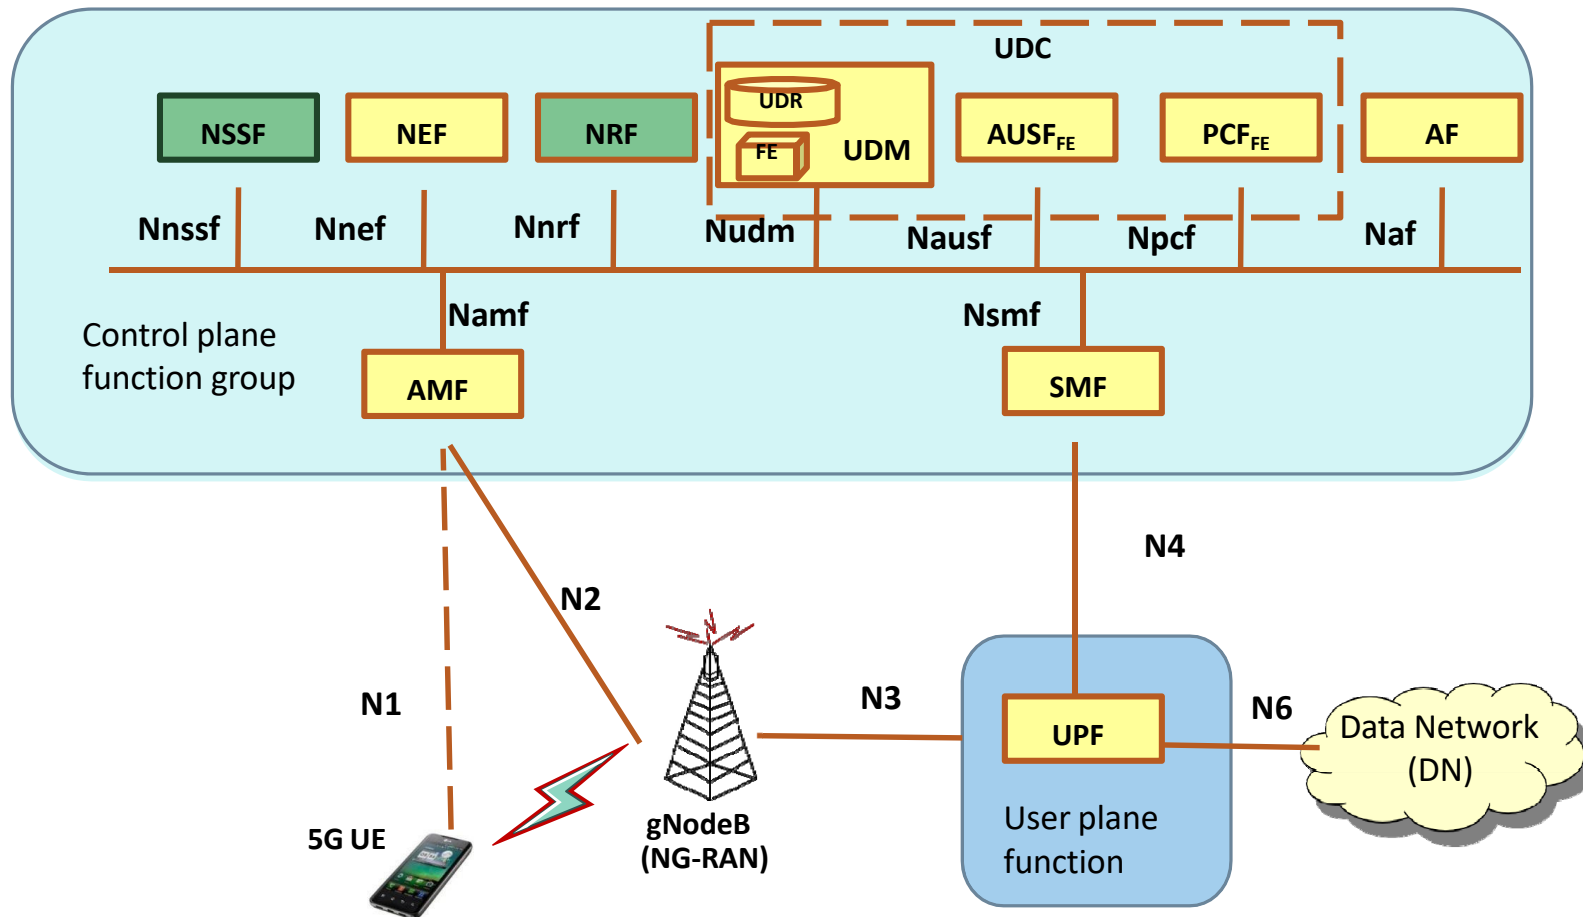 UDC
UDR
FE
UDM
NSSF
NEF
NRF
AUSFFE
PCFFE
AF
Nnssf
Nnef
Nnrf
Nudm
Nausf
Npcf
Naf
Namf
Nsmf
Control plane
function group
AMF
SMF
N4
N2
N1
N3
N6
UPF
Data Network
(DN)
User plane
function
gNodeB
(NG-RAN)
5G UE